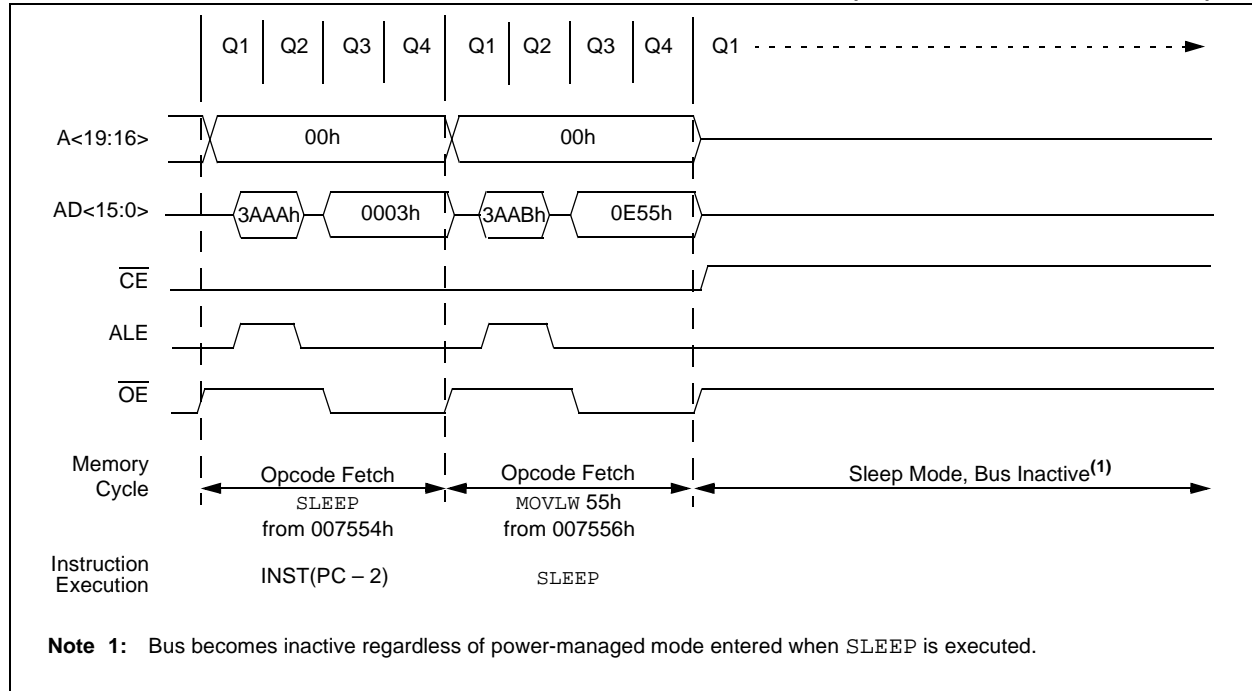 Q1 Q2 Q3 Q4 Q1 Q2 Q3 Q4 Q1
A<19:16> 00h 00h
AD<15:0> 3AAAh 0003h 3AABh 0E55h
CE
ALE
OE
Memory Cycle Opcode Fetch Opcode Fetch Sleep Mode, Bus Inactive(1)
SLEEP MOVLW 55h
from 007554h from 007556h
Instruction Execution INST(PC – 2) SLEEP
Note 1: Bus becomes inactive regardless of power-managed mode entered when SLEEP is executed.